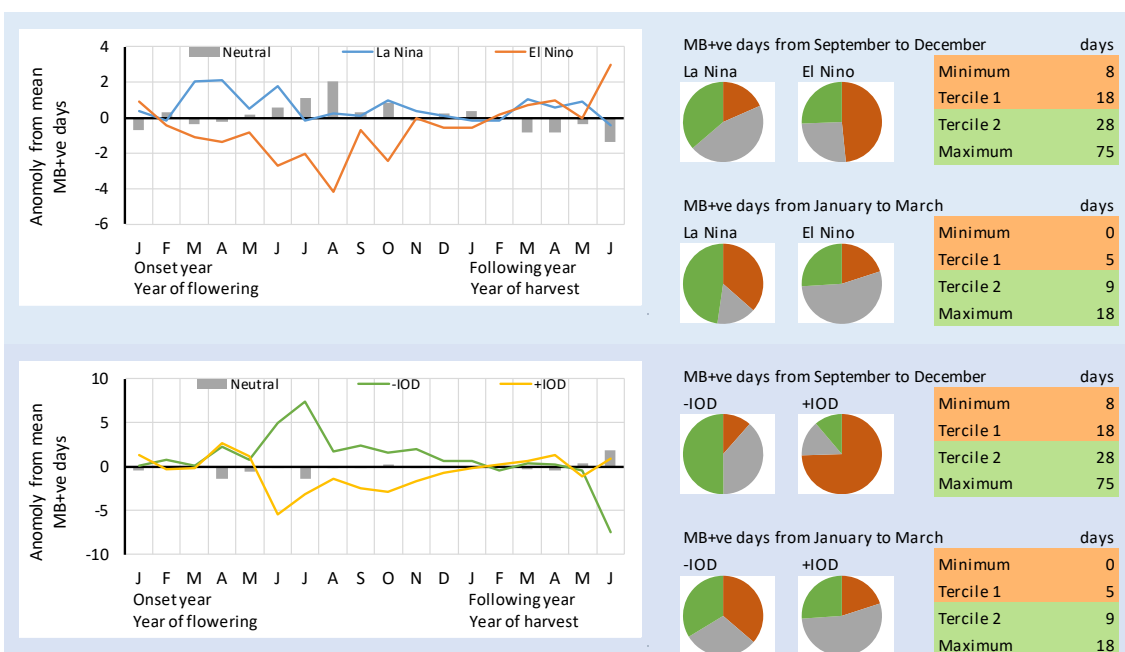 Anomoly from mean
MB+ve days
4
2
0
-2
-4
-6
Neutral
La Nina
El Nino
J F M A M J J A S O N D J F M A M J
Onset year
Following year
Year of flowering
Year of harvest
MB+ve days from September to December days
La Nina El Nino
Minimum 8
Tercile 1 18
Tercile 2 28
Maximum 75
MB+ve days from January to March days
La Nina El Nino
Minimum 0
Tercile 1 5
Tercile 2 9
Maximum 18
Anomoly from mean
MB+ve days
10
5
0
-5
-10
Neutral
-IOD
+IOD
J F M A M J J A S O N D J F M A M J
Onset year
Following year
Year of flowering
Year of harvest
MB+ve days from September to December days
-IOD +IOD
Minimum 8
Tercile 1 18
Tercile 2 28
Maximum 75
MB+ve days from January to March days
-IOD +IOD
Minimum 0
Tercile 1 5
Tercile 2 9
Maximum 18